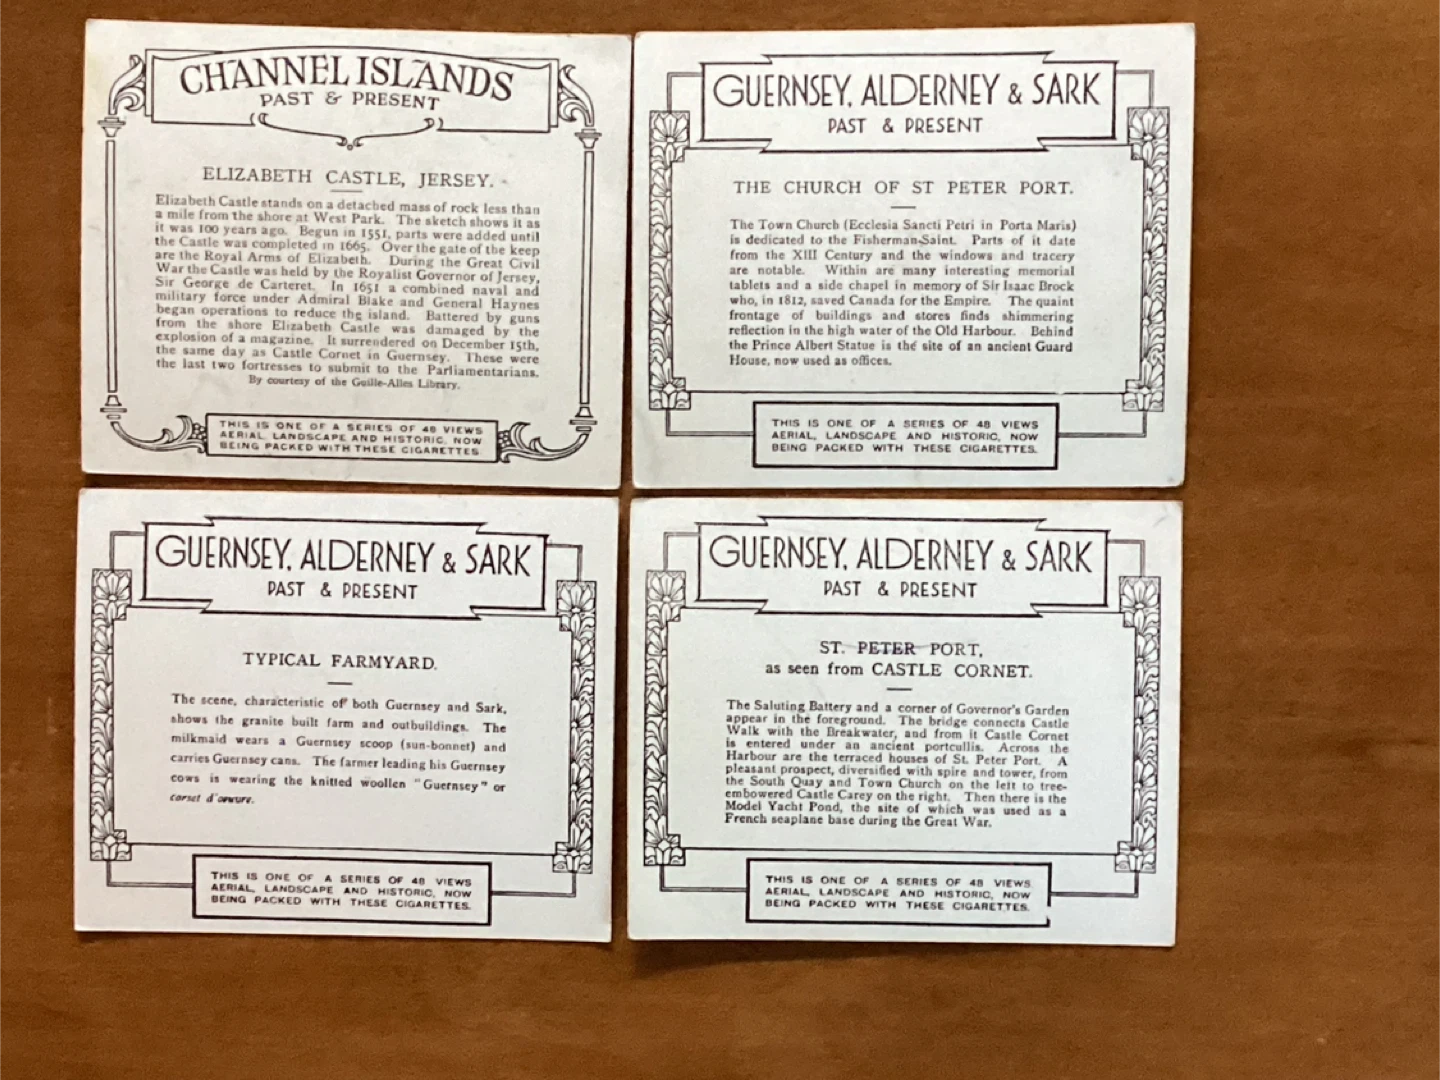 CHANNEL ISLANDS
PAST & PRESENT
ELIZABETH CASTLE, JERSEY.
Elizabeth Castle stands on a detached mass of rock less than
a mile from the shore at West Park. The sketch shows it as
it was 100 years ago. Begun in 1551, parts were added until
the Castle was completed in 1665. Over the gate of the keep
are the Royal Arms of Elizabeth. During the Great Civil
War the Castle was held by the Royalist Governor of Jersey,
Sir George de Carteret. In 1651 a combined naval and
military force under Admiral Blake and General Haynes
began operations to reduce the island. Battered by guns
from the shore Elizabeth Castle was damaged by the
explosion of a magazine. It surrendered on December 15th,
the same day as Castle Cornet in Guernsey. These were
the last two fortresses to submit to the Parliamentarians.
By courtesy of the Guille-Alles Library.
THIS IS ONE OF A SERIES OF 48 VIEWS
AERIAL, LANDSCAPE AND HISTORIC, NOW
BEING PACKED WITH THESE CIGARETTES
GUERNSEY, ALDERNEY & SARK
PAST & PRESENT
THE CHURCH OF ST PETER PORT.
The Town Church (Ecclesia Sancti Petri in Porta Maris)
is dedicated to the Fisherman-Saint. Parts of it date
from the XIII Century and the windows and tracery
are notable. Within are many interesting memorial
tablets and a side chapel in memory of Sir Isaac Brock
who, in 1812, saved Canada for the Empire. The quaint
frontage of buildings and stores finds shimmering
reflection in the high water of the Old Harbour. Behind
the Prince Albert Statue is the site of an ancient Guard
House, now used as offices.
THIS IS ONE OF A SERIES OF 48 VIEWS
AERIAL, LANDSCAPE AND HISTORIC, NOW
BEING PACKED WITH THESE CIGARETTES.
GUERNSEY, ALDERNEY & SARK
PAST & PRESENT
TYPICAL FARMYARD.
The scene, characteristic of both Guernsey and Sark,
shows the granite built farm and outbuildings. The
milkmaid wears a Guernsey scoop (sun-bonnet) and
carries Guernsey cans. The farmer leading his Guernsey
cows is wearing the knitted woollen "Guernsey" or
corset d'œuvre.
THIS IS ONE OF A SERIES OF 48 VIEWS
AERIAL, LANDSCAPE AND HISTORIC, NOW
BEING PACKED WITH THESE CIGARETTES.
GUERNSEY, ALDERNEY & SARK
PAST & PRESENT
ST. PETER PORT,
as seen from CASTLE CORNET.
The Saluting Battery and a corner of Governor's Garden
appear in the foreground. The bridge connects Castle
Walk with the Breakwater, and from it Castle Cornet
is entered under an ancient portcullis. Across the
Harbour are the terraced houses of St. Peter Port. A
pleasant prospect, diversified with spire and tower, from
the South Quay and Town Church on the left to tree-
embowered Castle Carey on the right. Then there is the
Model Yacht Pond, the site of which was used as a
French seaplane base during the Great War.
THIS IS ONE OF A SERIES OF 48 VIEWS
AERIAL, LANDSCAPE AND HISTORIC, NOW
BEING PACKED WITH THESE CIGARETTES.